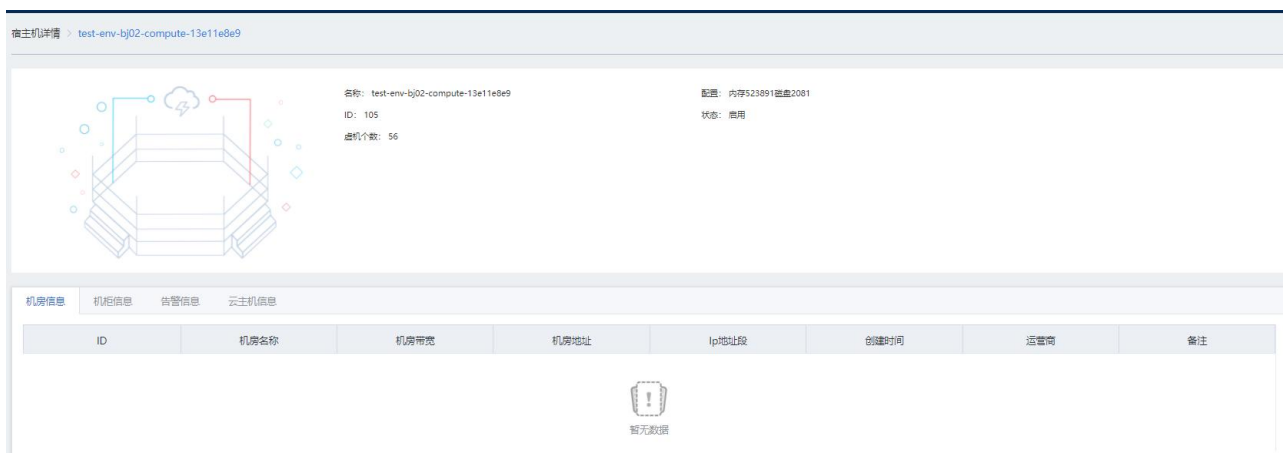 宿主机详情 > test-env-bj02-compute-13e11e8e9
名称: test-env-bj02-compute-13e11e8e9 配置: 内存523891磁盘2081
ID: 105 状态: 启用
虚机个数: 56
机房信息 机柜信息 告警信息 云主机信息
ID 机房名称 机房带宽 机房地址 Ip地址段 创建时间 运营商 备注
暂无数据